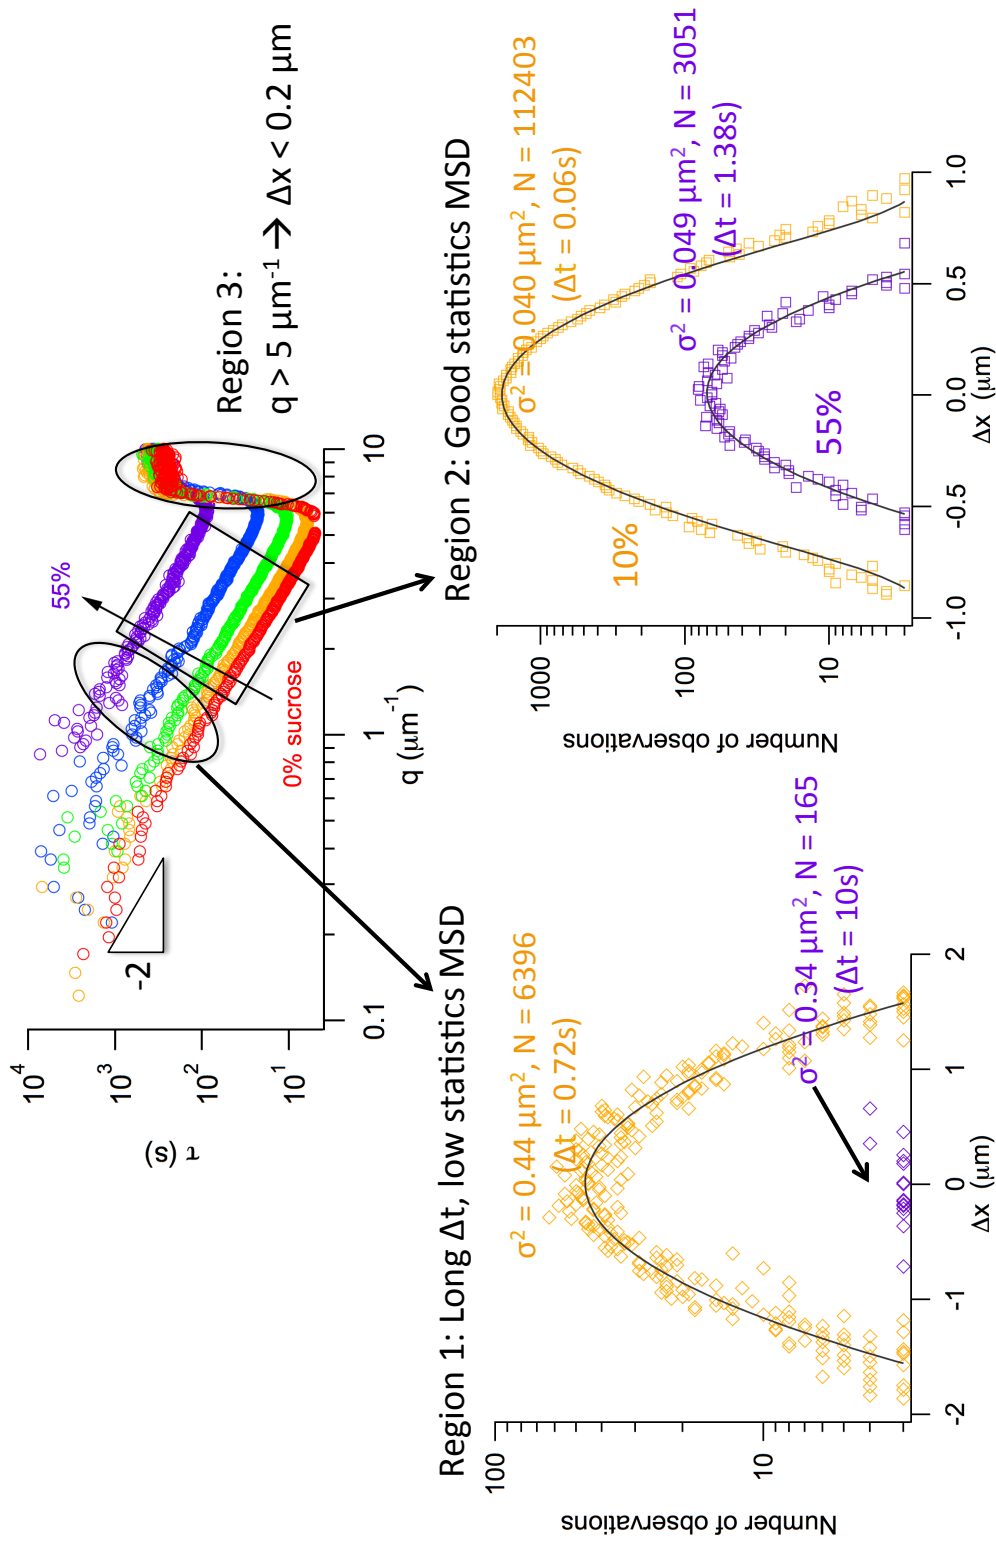 10⁴
10³
10²
10¹
τ (s)
0.1
1
10
q (μm⁻¹)
-2
55%
0% sucrose
Region 3:
q > 5 μm⁻¹ → Δx < 0.2 μm
Region 1: Long Δt, low statistics MSD
σ² = 0.44 μm², N = 6396
(Δt = 0.72s)
σ² = 0.34 μm², N = 165
(Δt = 10s)
100
10
Number of observations
-2
-1
0
1
2
Δx (μm)
Region 2: Good statistics MSD
σ² = 0.040 μm², N = 112403
(Δt = 0.06s)
σ² = 0.049 μm², N = 3051
(Δt = 1.38s)
10%
55%
1000
100
10
Number of observations
-1.0
-0.5
0.0
0.5
1.0
Δx (μm)